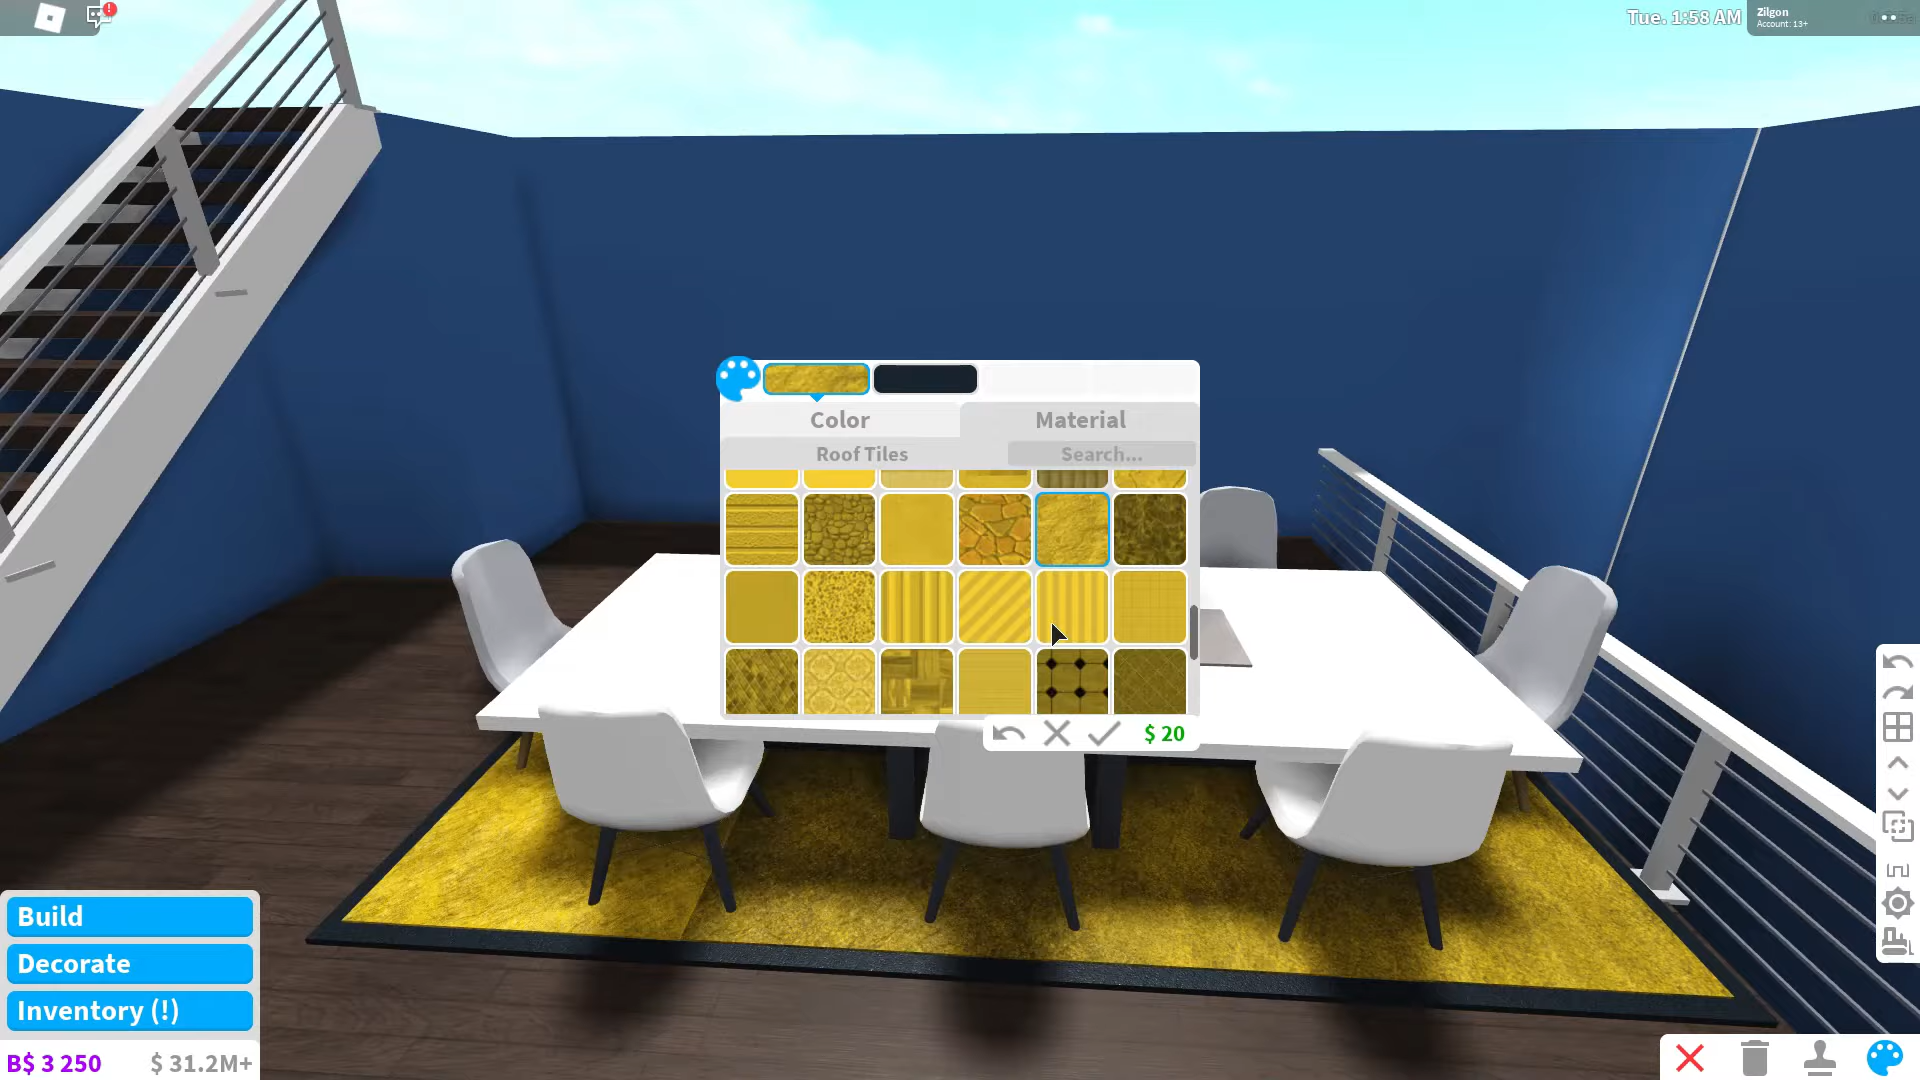 Tue. 1:58 AM
Zilgon
Account: 13+
Color
Material
Roof Tiles
Search...
$ 20
Build
Decorate
Inventory (!)
B$ 3 250
$ 31.2M+